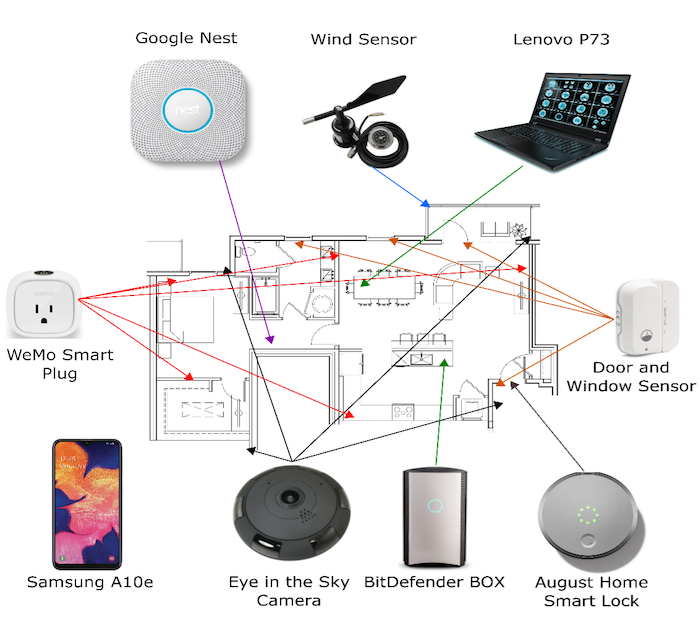 Google Nest
Wind Sensor
Lenovo P73
nest
WeMo Smart
Plug
Door and
Window Sensor
Samsung A10e
Eye in the Sky
Camera
BitDefender BOX
August Home
Smart Lock